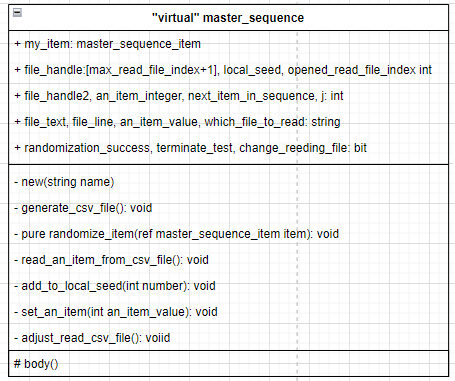 "virtual" master_sequence
+ my_item: master_sequence_item
+ file_handle:[max_read_file_index+1], local_seed, opened_read_file_index int
+ file_handle2, an_item_integer, next_item_in_sequence, j: int
+ file_text, file_line, an_item_value, which_file_to_read: string
+ randomization_success, terminate_test, change_reeding_file: bit
- new(string name)
- generate_csv_file(): void
- pure randomize_item(ref master_sequence_item item): void
- read_an_item_from_csv_file(): void
- add_to_local_seed(int number): void
- set_an_item(int an_item_value): void
- adjust_read_csv_file(): voiid
# body()